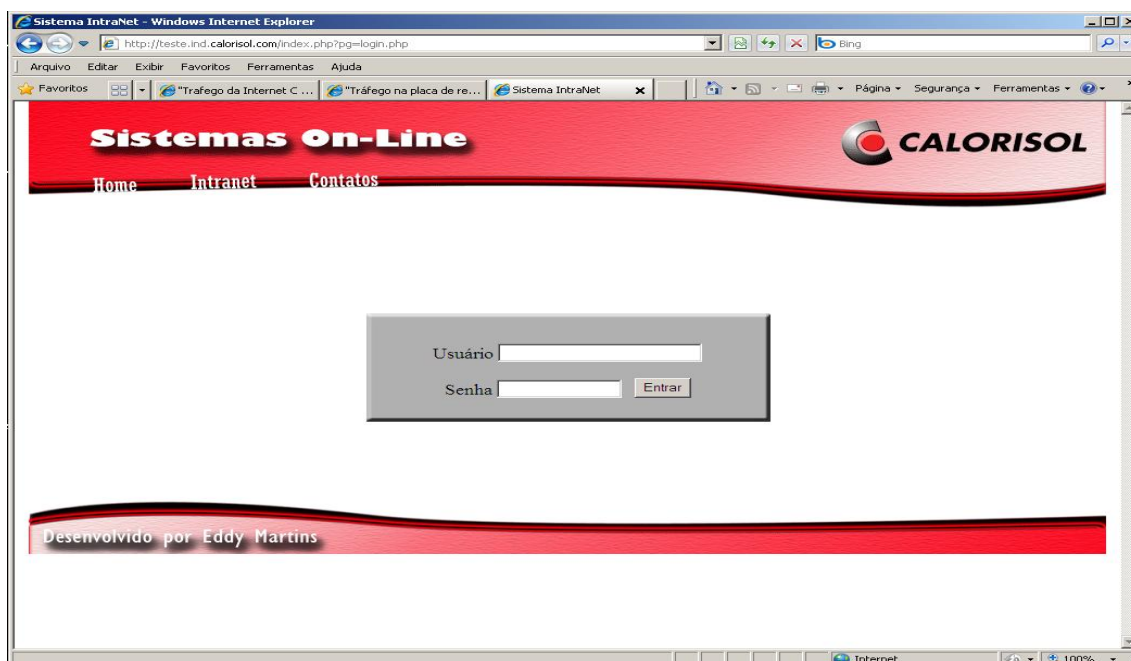 Sistema IntraNet - Windows Internet Explorer
http://teste.ind.calorisol.com/index.php?pg=login.php
Bing
Arquivo Editar Exibir Favoritos Ferramentas Ajuda
Favoritos "Trafego da Internet C ... "Tráfego na placa de re... Sistema IntraNet Página Segurança Ferramentas
Sistemas On-Line
CALORISOL
Home Intranet Contatos
Usuário
Senha Entrar
Desenvolvido por Eddy Martins
Internet 100%